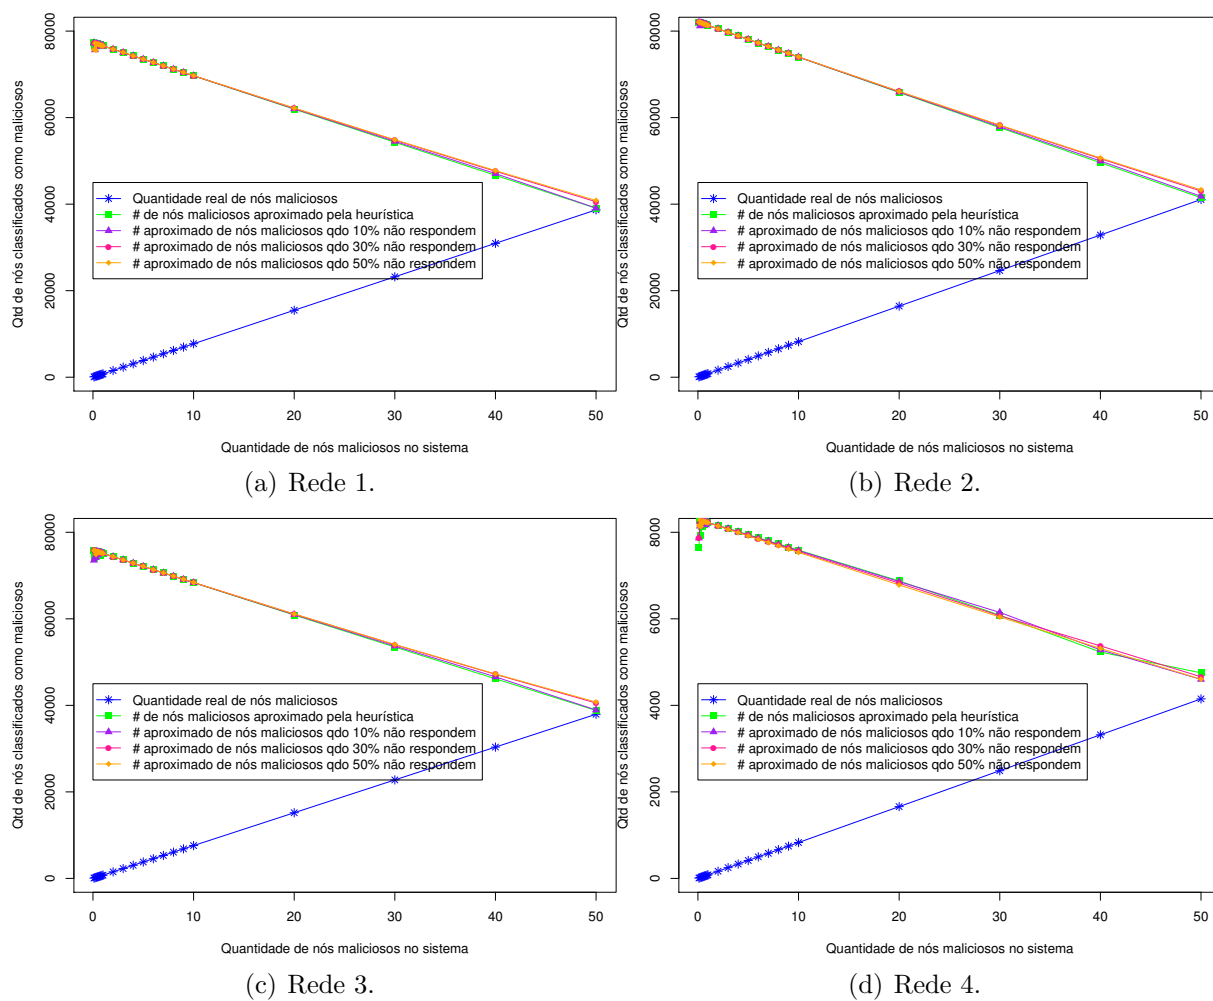 80000
60000
40000
20000
0
Qtd de nós classificados como maliciosos
Quantidade real de nós maliciosos
# de nós maliciosos aproximado pela heurística
# aproximado de nós maliciosos qdo 10% não respondem
# aproximado de nós maliciosos qdo 30% não respondem
# aproximado de nós maliciosos qdo 50% não respondem
0 10 20 30 40 50
Quantidade de nós maliciosos no sistema
(a) Rede 1.
80000
60000
40000
20000
0
Qtd de nós classificados como maliciosos
Quantidade real de nós maliciosos
# de nós maliciosos aproximado pela heurística
# aproximado de nós maliciosos qdo 10% não respondem
# aproximado de nós maliciosos qdo 30% não respondem
# aproximado de nós maliciosos qdo 50% não respondem
0 10 20 30 40 50
Quantidade de nós maliciosos no sistema
(b) Rede 2.
80000
60000
40000
20000
0
Qtd de nós classificados como maliciosos
Quantidade real de nós maliciosos
# de nós maliciosos aproximado pela heurística
# aproximado de nós maliciosos qdo 10% não respondem
# aproximado de nós maliciosos qdo 30% não respondem
# aproximado de nós maliciosos qdo 50% não respondem
0 10 20 30 40 50
Quantidade de nós maliciosos no sistema
(c) Rede 3.
8000
6000
4000
2000
0
Qtd de nós classificados como maliciosos
Quantidade real de nós maliciosos
# de nós maliciosos aproximado pela heurística
# aproximado de nós maliciosos qdo 10% não respondem
# aproximado de nós maliciosos qdo 30% não respondem
# aproximado de nós maliciosos qdo 50% não respondem
0 10 20 30 40 50
Quantidade de nós maliciosos no sistema
(d) Rede 4.